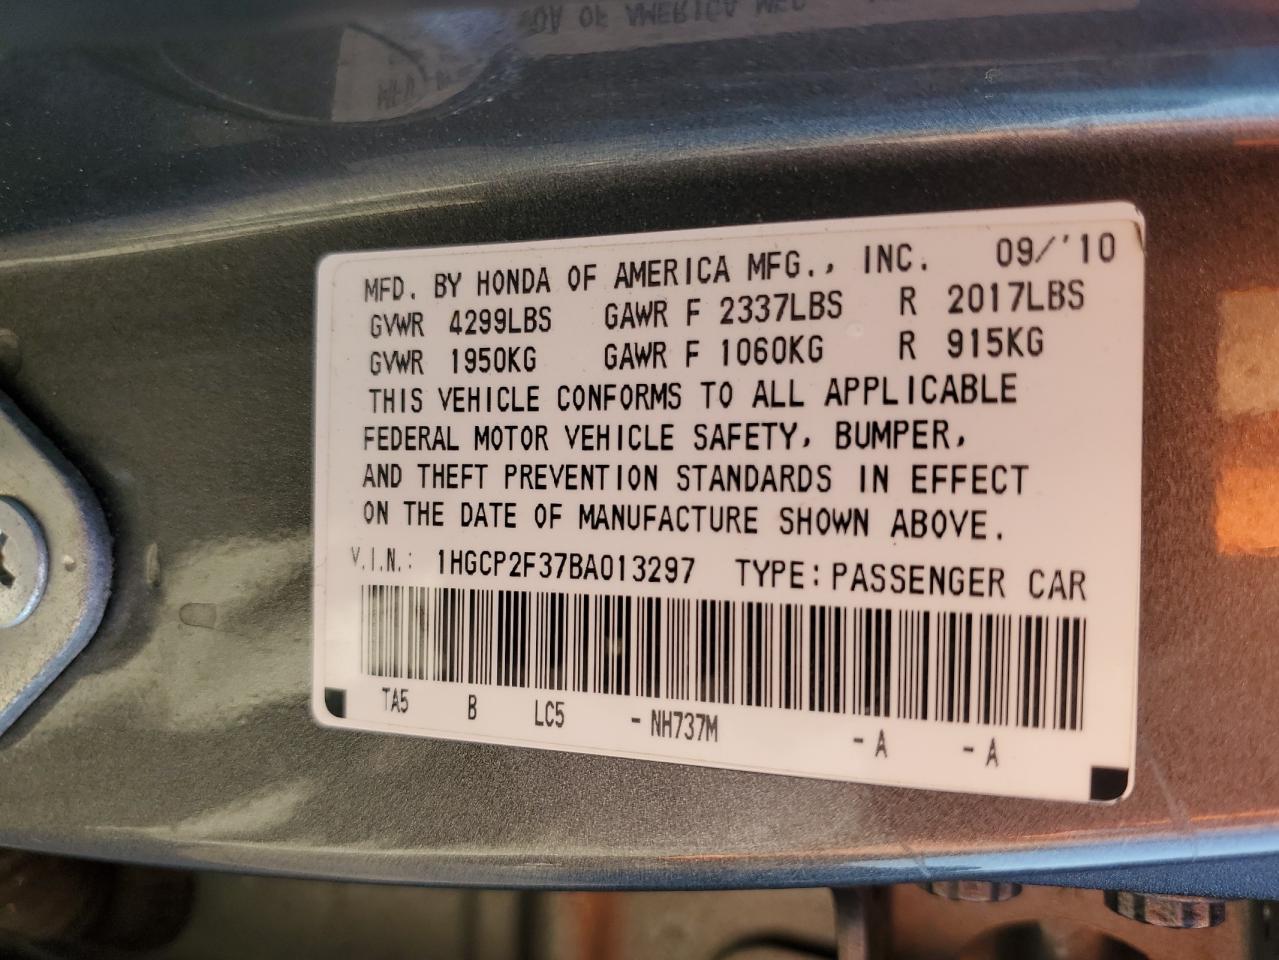 MFD. BY HONDA OF AMERICA MFG., INC. 09/'10
GVWR 4299LBS GAWR F 2337LBS R 2017LBS
GVWR 1950KG GAWR F 1060KG R 915KG
THIS VEHICLE CONFORMS TO ALL APPLICABLE
FEDERAL MOTOR VEHICLE SAFETY, BUMPER,
AND THEFT PREVENTION STANDARDS IN EFFECT
ON THE DATE OF MANUFACTURE SHOWN ABOVE.
V.I.N.: 1HGCP2F37BA013297 TYPE: PASSENGER CAR
TA5 B LC5 -NH737M -A -A